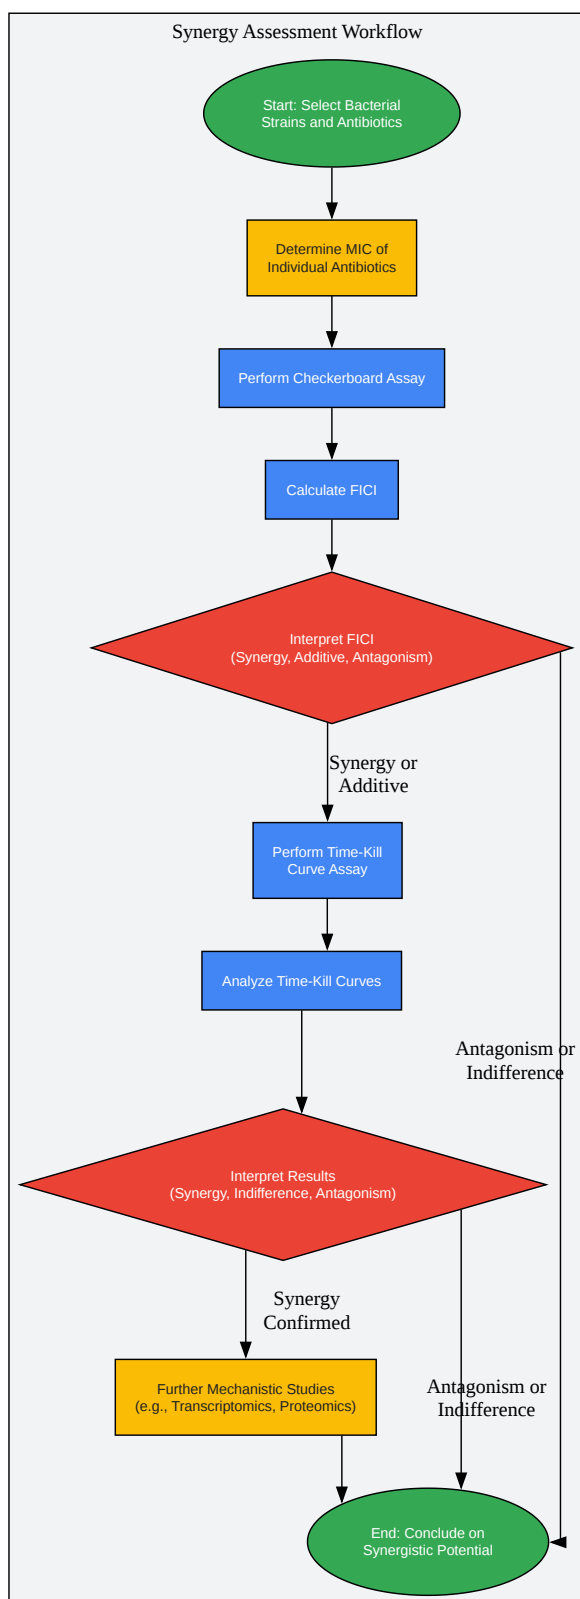 Synergy Assessment Workflow
Start: Select Bacterial
Strains and Antibiotics
Determine MIC of
Individual Antibiotics
Perform Checkerboard Assay
Calculate FICI
Interpret FICI
(Synergy, Additive, Antagonism)
Synergy or
Additive
Perform Time-Kill
Curve Assay
Analyze Time-Kill Curves
Antagonism or
Indifference
Interpret Results
(Synergy, Indifference, Antagonism)
Synergy
Confirmed
Further Mechanistic Studies
(e.g., Transcriptomics, Proteomics)
Antagonism or
Indifference
End: Conclude on
Synergistic Potential